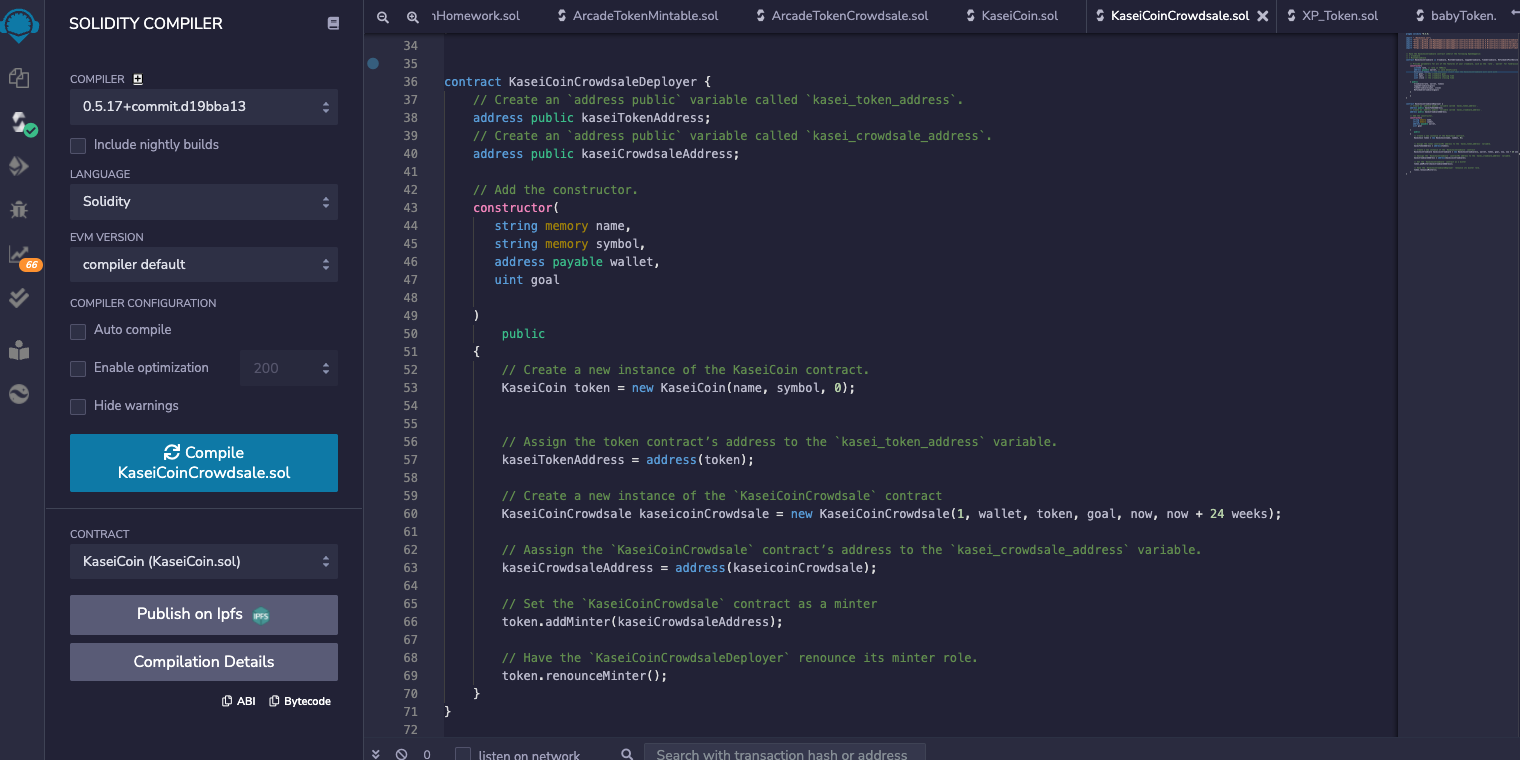 SOLIDITY COMPILER
COMPILER
0.5.17+commit.d19bba13
Include nightly builds
LANGUAGE
Solidity
EVM VERSION
compiler default
COMPILER CONFIGURATION
Auto compile
Enable optimization
200
Hide warnings
Compile
KaseiCoinCrowdsale.sol
CONTRACT
KaseiCoin (KaseiCoin.sol)
Publish on Ipfs IPFS
Compilation Details
ABI Bytecode
66
nHomework.sol ArcadeTokenMintable.sol ArcadeTokenCrowdsale.sol KaseiCoin.sol KaseiCoinCrowdsale.sol XP_Token.sol babyToken.
34
35
36 contract KaseiCoinCrowdsaleDeployer {
37 // Create an `address public` variable called `kasei_token_address`.
38 address public kaseiTokenAddress;
39 // Create an `address public` variable called `kasei_crowdsale_address`.
40 address public kaseiCrowdsaleAddress;
41
42 // Add the constructor.
43 constructor(
44 string memory name,
45 string memory symbol,
46 address payable wallet,
47 uint goal
48
49 )
50 public
51 {
52 // Create a new instance of the KaseiCoin contract.
53 KaseiCoin token = new KaseiCoin(name, symbol, 0);
54
55
56 // Assign the token contract’s address to the `kasei_token_address` variable.
57 kaseiTokenAddress = address(token);
58
59 // Create a new instance of the `KaseiCoinCrowdsale` contract
60 KaseiCoinCrowdsale kaseicoinCrowdsale = new KaseiCoinCrowdsale(1, wallet, token, goal, now, now + 24 weeks);
61
62 // Aassign the `KaseiCoinCrowdsale` contract’s address to the `kasei_crowdsale_address` variable.
63 kaseiCrowdsaleAddress = address(kaseicoinCrowdsale);
64
65 // Set the `KaseiCoinCrowdsale` contract as a minter
66 token.addMinter(kaseiCrowdsaleAddress);
67
68 // Have the `KaseiCoinCrowdsaleDeployer` renounce its minter role.
69 token.renounceMinter();
70 }
71 }
72
0 listen on network Search with transaction hash or address